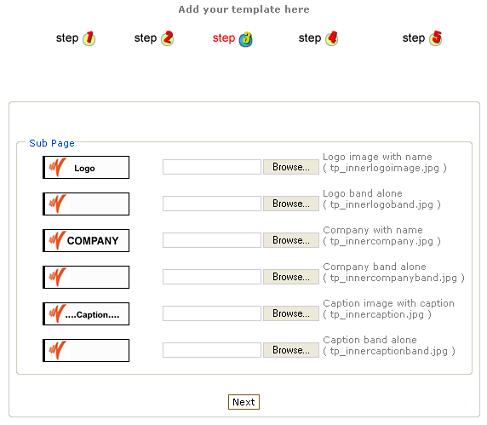 Add your template here
step 1 step 2 step 3 step 4 step 5
Sub Page
Logo Browse... Logo image with name
( tp_innerlogoimage.jpg )
Browse... Logo band alone
( tp_innerlogoband.jpg )
COMPANY Browse... Company with name
( tp_innercompany.jpg )
Browse... Company band alone
( tp_innercompanyband.jpg )
....Caption.... Browse... Caption image with caption
( tp_innercaption.jpg )
Browse... Caption band alone
( tp_innercaptionband.jpg )
Next